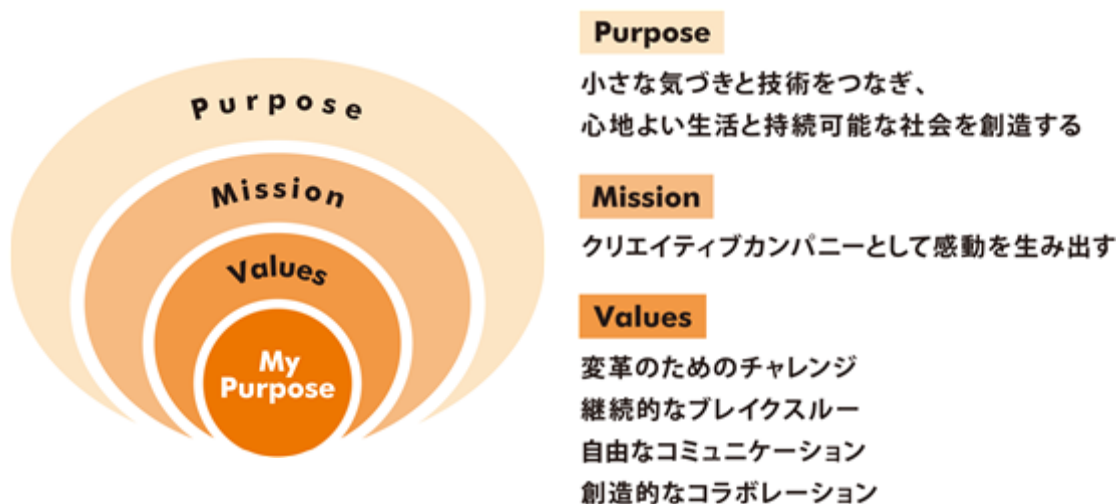 Purpose
Mission
Values
My
Purpose
Purpose
小さな気づきと技術をつなぎ、
心地よい生活と持続可能な社会を創造する
Mission
クリエイティブカンパニーとして感動を生み出す
Values
変革のためのチャレンジ
継続的なブレイクスルー
自由なコミュニケーション
創造的なコラボレーション